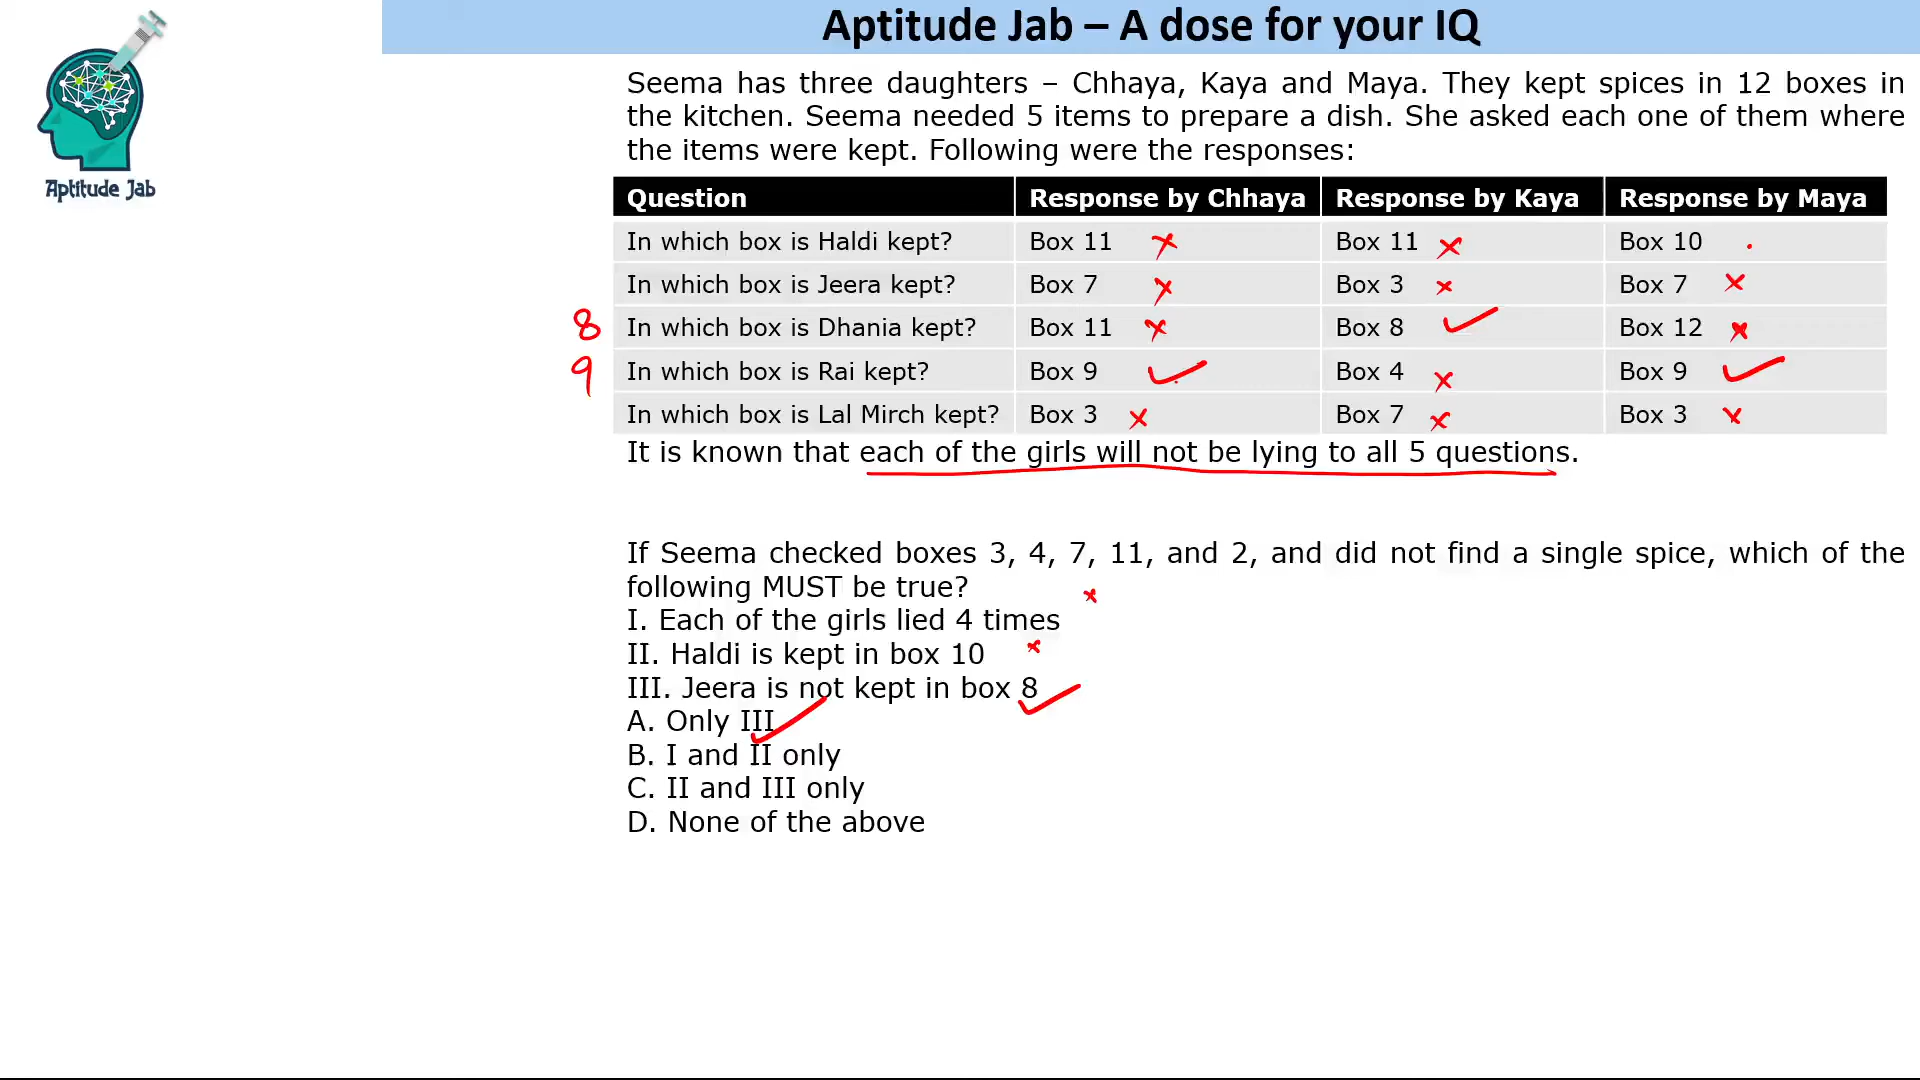 Aptitude Jab – A dose for your IQ
Aptitude Jab
Seema has three daughters – Chhaya, Kaya and Maya. They kept spices in 12 boxes in
the kitchen. Seema needed 5 items to prepare a dish. She asked each one of them where
the items were kept. Following were the responses:
Question Response by Chhaya Response by Kaya Response by Maya
In which box is Haldi kept? Box 11 Box 11 Box 10
In which box is Jeera kept? Box 7 Box 3 Box 7
8 In which box is Dhania kept? Box 11 Box 8 Box 12
9 In which box is Rai kept? Box 9 Box 4 Box 9
In which box is Lal Mirch kept? Box 3 Box 7 Box 3
It is known that each of the girls will not be lying to all 5 questions.
If Seema checked boxes 3, 4, 7, 11, and 2, and did not find a single spice, which of the
following MUST be true?
I. Each of the girls lied 4 times
II. Haldi is kept in box 10
III. Jeera is not kept in box 8
A. Only III
B. I and II only
C. II and III only
D. None of the above